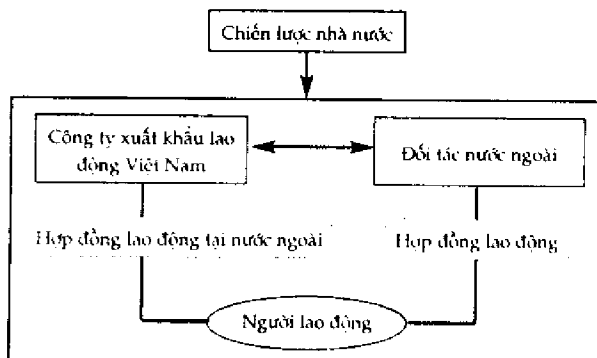 Chiến lược nhà nước
Công ty xuất khẩu lao
động Việt Nam
Đối tác nước ngoài
Hợp đồng lao động tại nước ngoài
Hợp đồng lao động
Người lao động